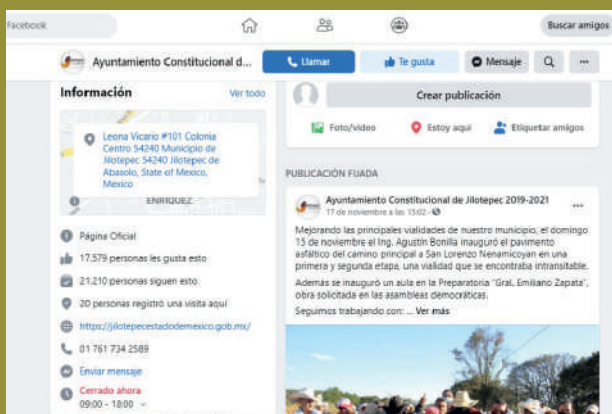 Facebook
Buscar amigos
Ayuntamiento Constitucional d...
Llamar
Te gusta
Mensaje
Información
Ver todo
Leona Vicario #101 Colonia
Centro 54240 Municipio de
Jilotepec 54240 Jilotepec de
Abasolo, State of Mexico,
Mexico
ENRIQUEZ
Página Oficial
17.579 personas les gusta esto
21.210 personas siguen esto
20 personas registró una visita aquí
https://jilotepecestadodemexico.gob.mx/
01 761 734 2589
Enviar mensaje
Cerrado ahora
09:00 - 18:00
Crear publicación
Foto/video
Estoy aquí
Etiquetar amigos
PUBLICACIÓN FIJADA
Ayuntamiento Constitucional de Jilotepec 2019-2021
17 de noviembre a las 15:02 ·
Mejorando las principales vialidades de nuestro municipio, el domingo
15 de noviembre el Ing. Agustín Bonilla inauguró el pavimento
asfáltico del camino principal a San Lorenzo Nenamicoyan en una
primera y segunda etapa, una vialidad que se encontraba intransitable.
Además se inauguró un aula en la Preparatoria "Gral. Emiliano Zapata",
obra solicitada en las asambleas democráticas.
Seguimos trabajando con: ... Ver más